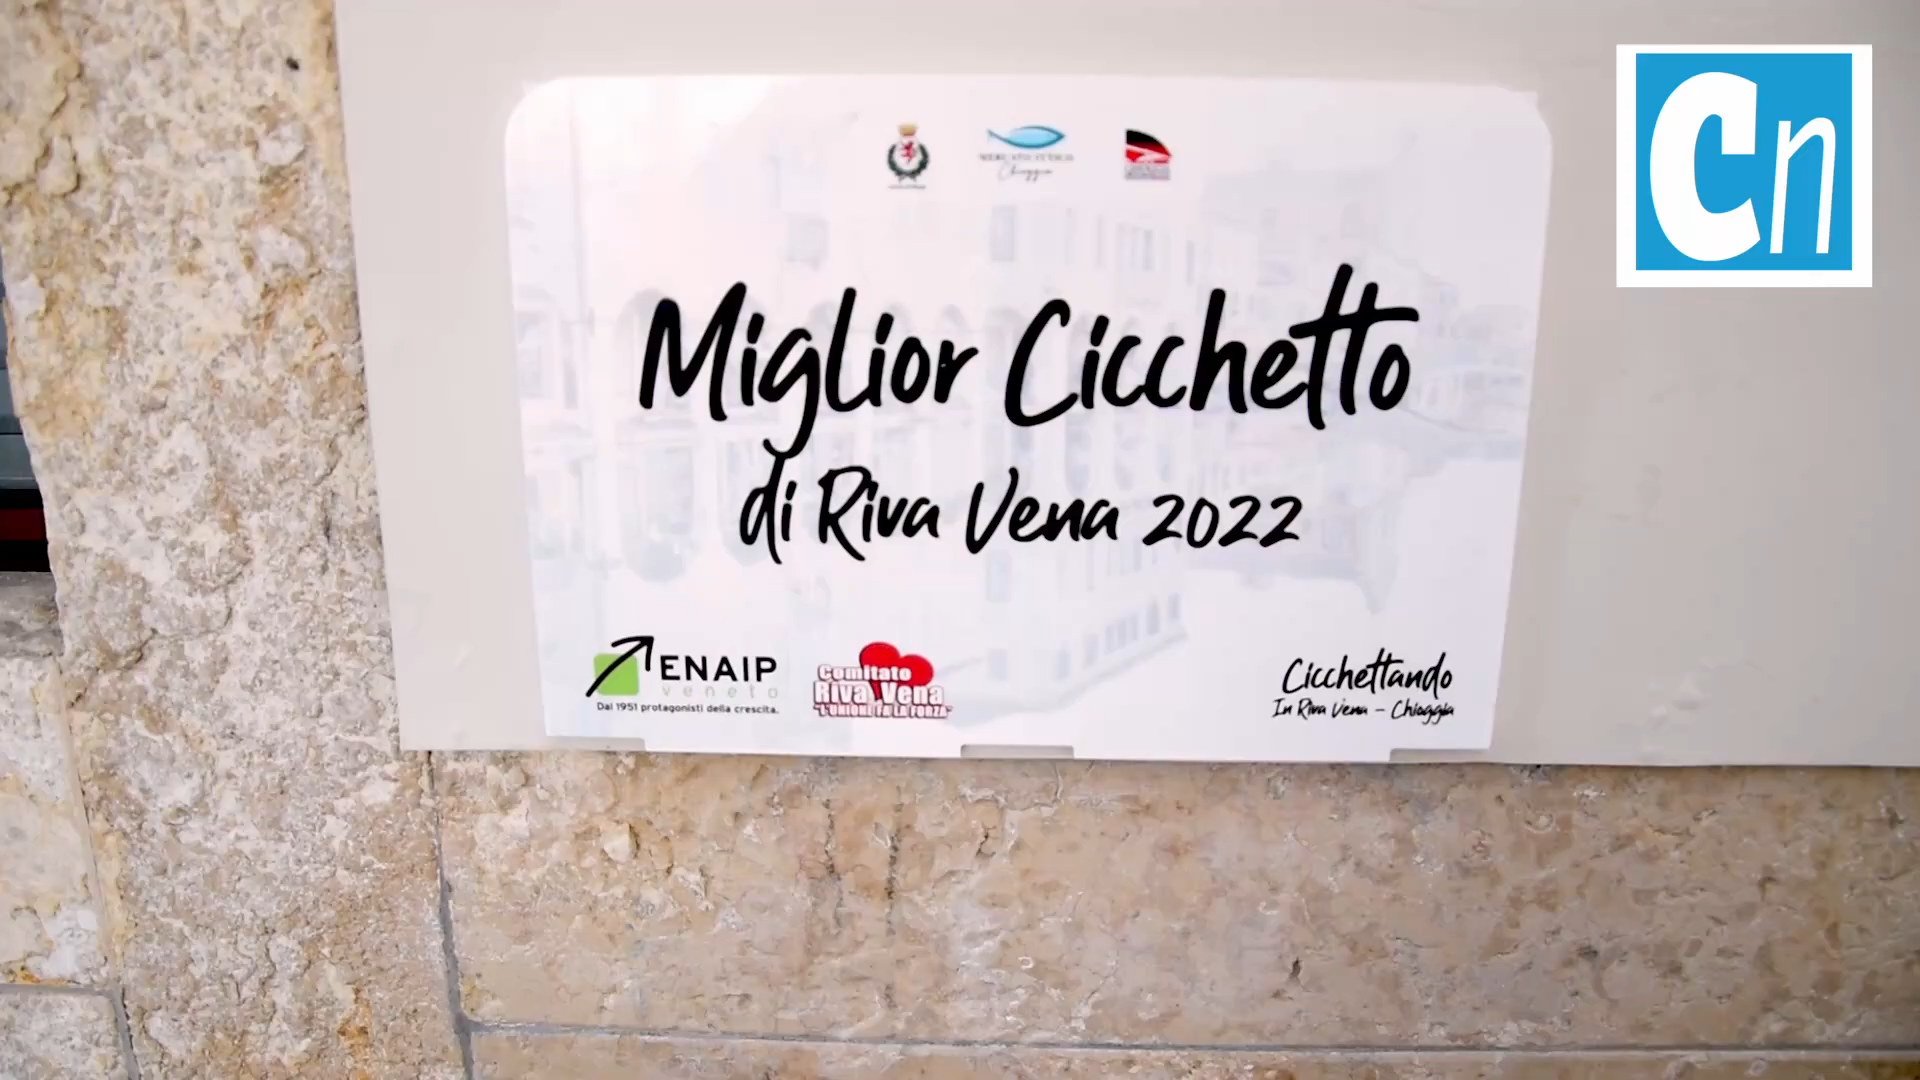 Cn
Chioggia
Miglior Cicchetto
di Riva Vena 2022
ENAIP
veneto
Dal 1951 protagonisti della crescita.
Comitato
Riva Vena
"L'UNIONE FA LA FORZA"
Cicchettando
In Riva Vena - Chioggia